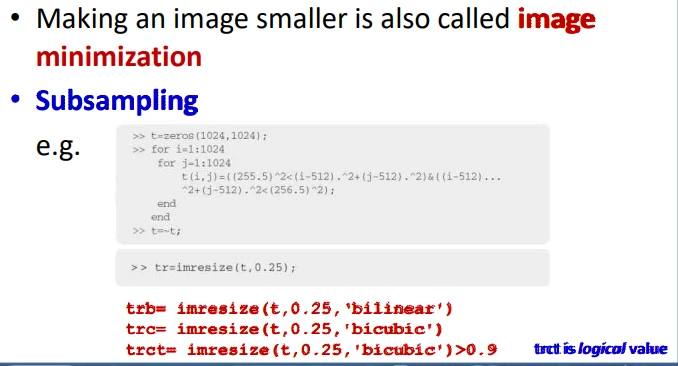 • Making an image smaller is also called image
minimization
• Subsampling
e.g.
>> t=zeros(1024,1024);
>> for i=1:1024
for j=1:1024
t(i,j)=((255.5)^2<(i-512).^2+(j-512).^2)&((i-512)...
^2+(j-512).^2<(256.5)^2);
end
end
>> t=~t;
>> tr=imresize(t,0.25);
trb= imresize(t,0.25,'bilinear')
trc= imresize(t,0.25,'bicubic')
trct= imresize(t,0.25,'bicubic')>0.9
trct is logical value